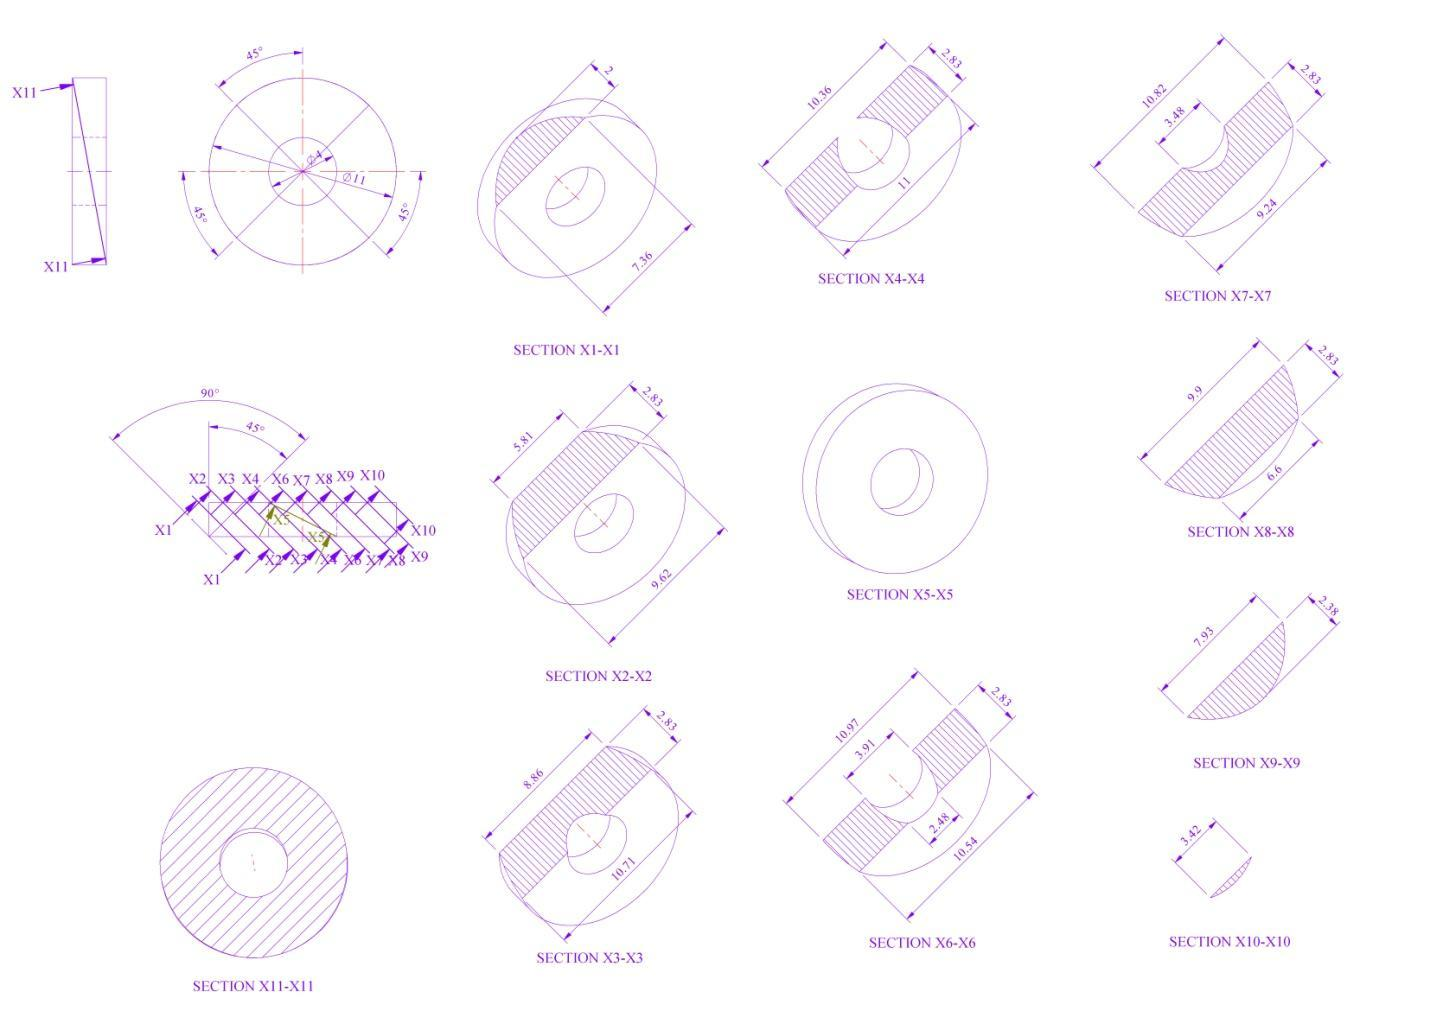 45°
X11
X11
Ø4
Ø11
45°
45°
2
7.36
SECTION X1-X1
10.36
2.83
11
SECTION X4-X4
10.82
3.48
2.83
9.24
SECTION X7-X7
90°
45°
X2 X3 X4 X6 X7 X8 X9 X10
X1 X5 X5 X10
X1 X2 X3 X4 X6 X7 X8 X9
5.81
2.83
9.62
SECTION X2-X2
SECTION X5-X5
9.9
2.83
6.6
SECTION X8-X8
7.93
2.38
SECTION X9-X9
SECTION X11-X11
8.86
2.83
10.71
SECTION X3-X3
10.97
3.91
2.83
2.48
10.54
SECTION X6-X6
3.42
SECTION X10-X10